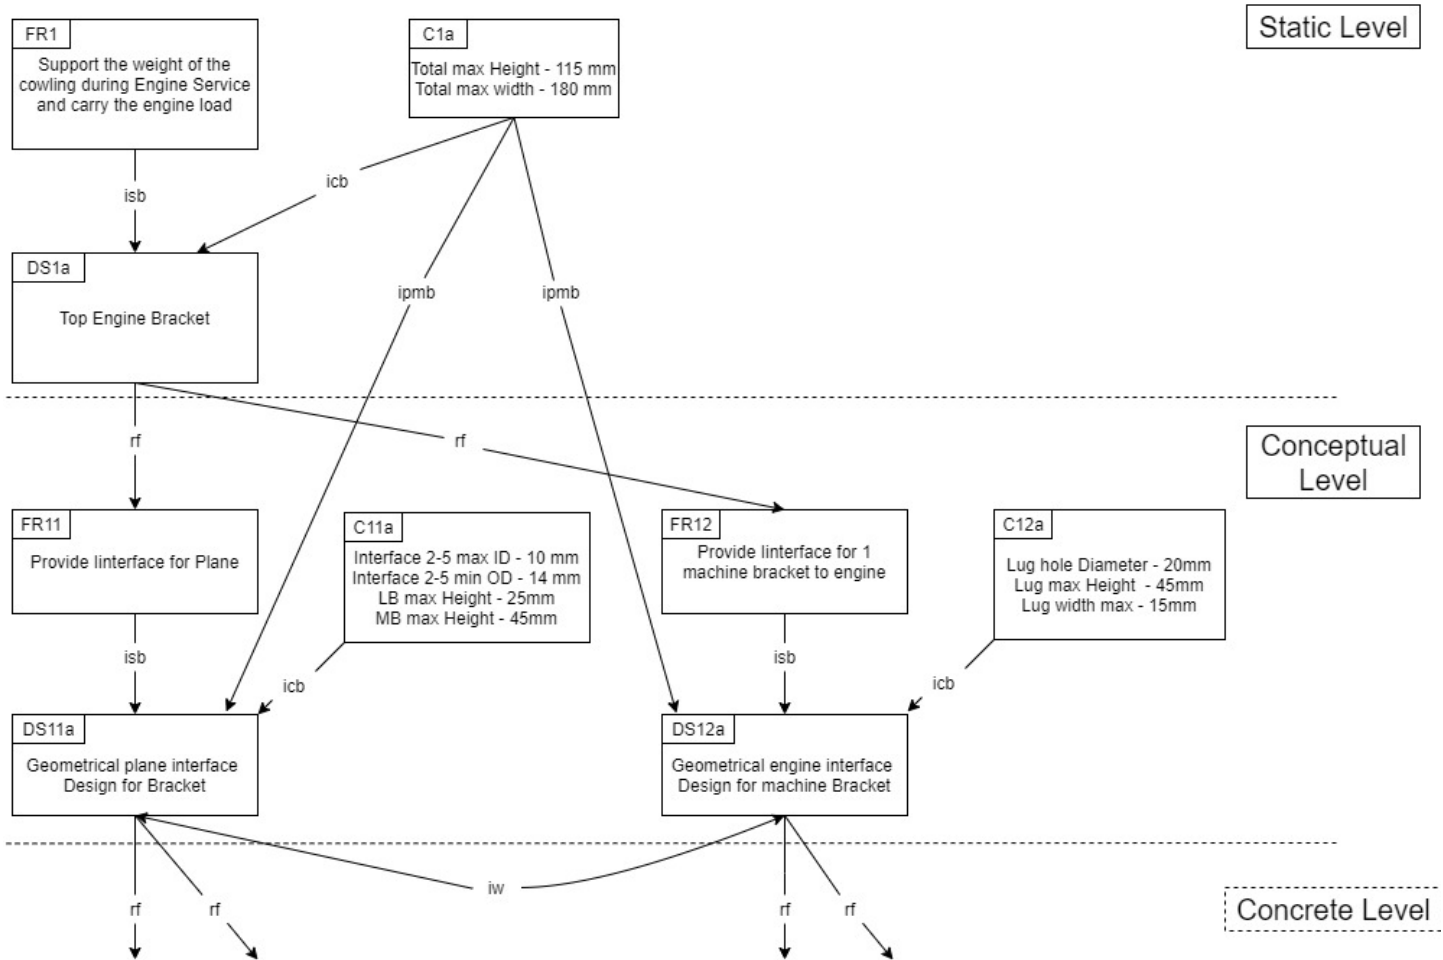 FR1
Support the weight of the
cowling during Engine Service
and carry the engine load
C1a
Total max Height - 115 mm
Total max width - 180 mm
Static Level
isb
icb
DS1a
Top Engine Bracket
ipmb
ipmb
rf
rf
Conceptual
Level
FR11
Provide Iinterface for Plane
C11a
Interface 2-5 max ID - 10 mm
Interface 2-5 min OD - 14 mm
LB max Height - 25mm
MB max Height - 45mm
FR12
Provide Iinterface for 1
machine bracket to engine
C12a
Lug hole Diameter - 20mm
Lug max Height - 45mm
Lug width max - 15mm
isb
icb
isb
icb
DS11a
Geometrical plane interface
Design for Bracket
DS12a
Geometrical engine interface
Design for machine Bracket
iw
rf
rf
rf
rf
Concrete Level